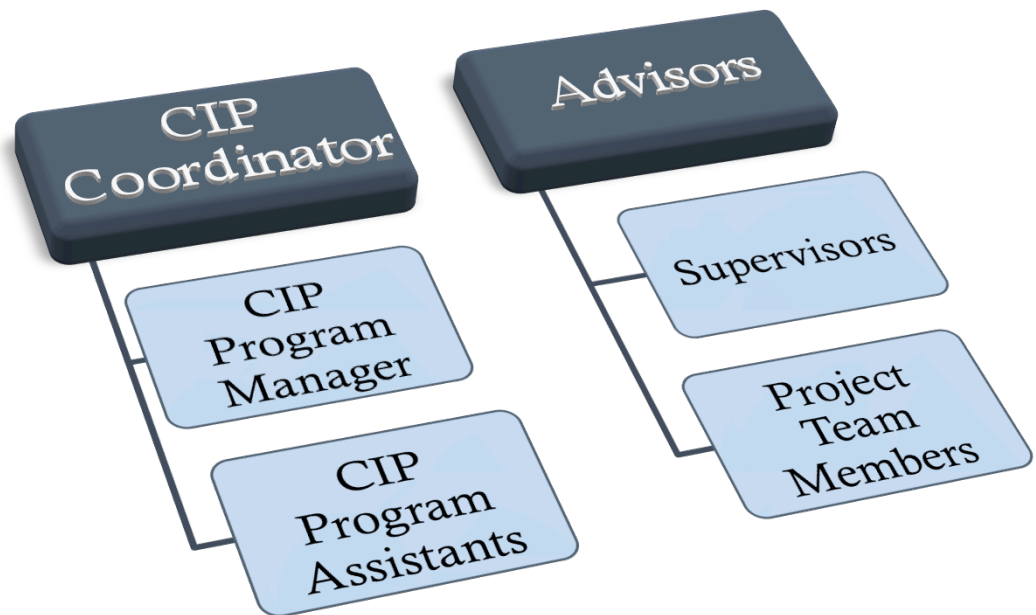 CIP
Coordinator
CIP
Program
Manager
CIP
Program
Assistants
Advisors
Supervisors
Project
Team
Members